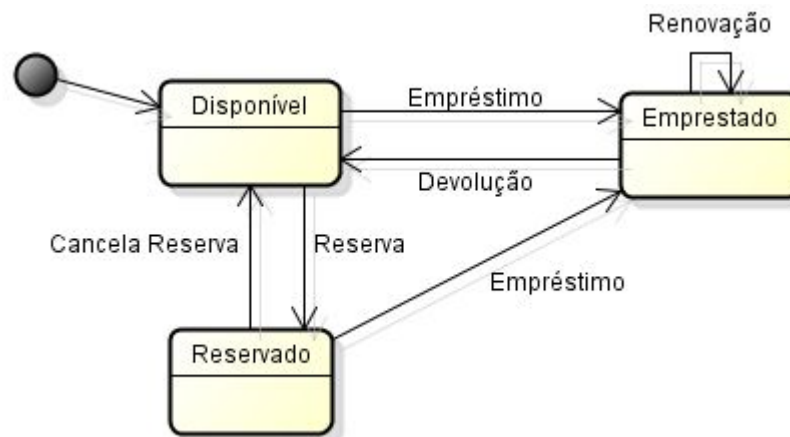 Renovação
Disponível
Empréstimo
Emprestado
Devolução
Cancela Reserva
Reserva
Empréstimo
Reservado